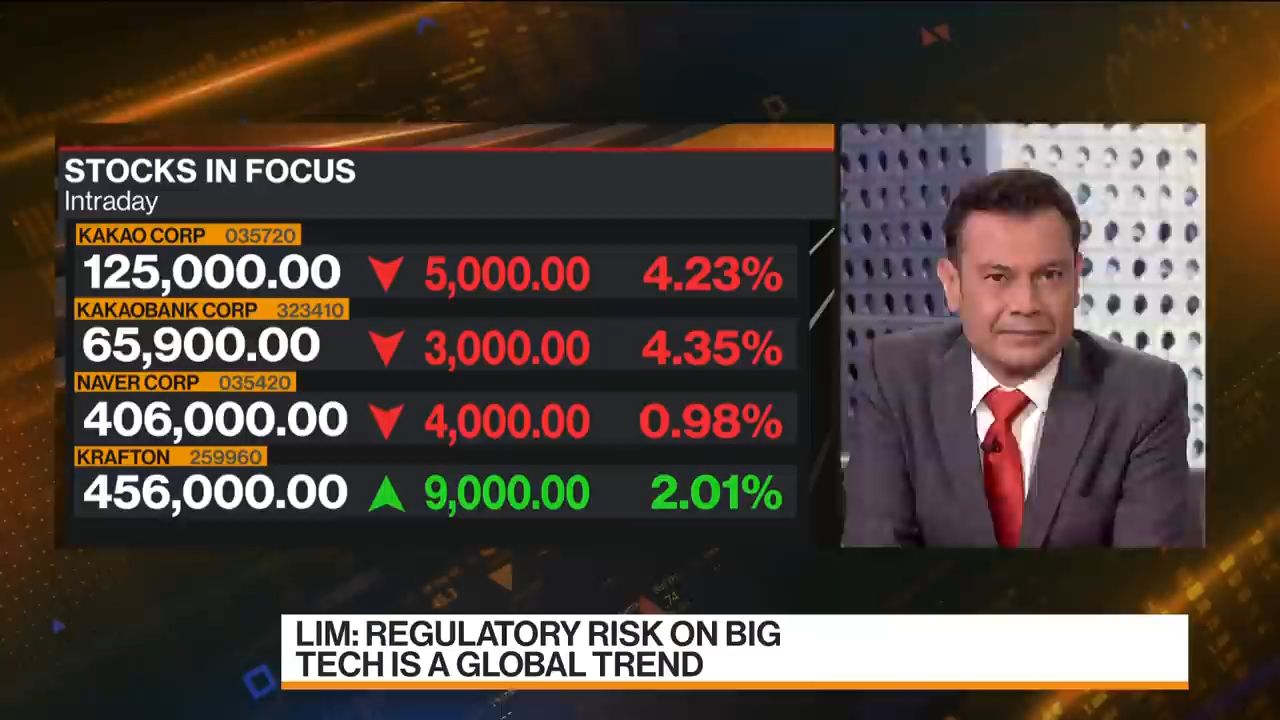 STOCKS IN FOCUS
Intraday
KAKAO CORP 035720
125,000.00 ▼ 5,000.00 4.23%
KAKAOBANK CORP 323410
65,900.00 ▼ 3,000.00 4.35%
NAVER CORP 035420
406,000.00 ▼ 4,000.00 0.98%
KRAFTON 259960
456,000.00 ▲ 9,000.00 2.01%
LIM: REGULATORY RISK ON BIG
TECH IS A GLOBAL TREND